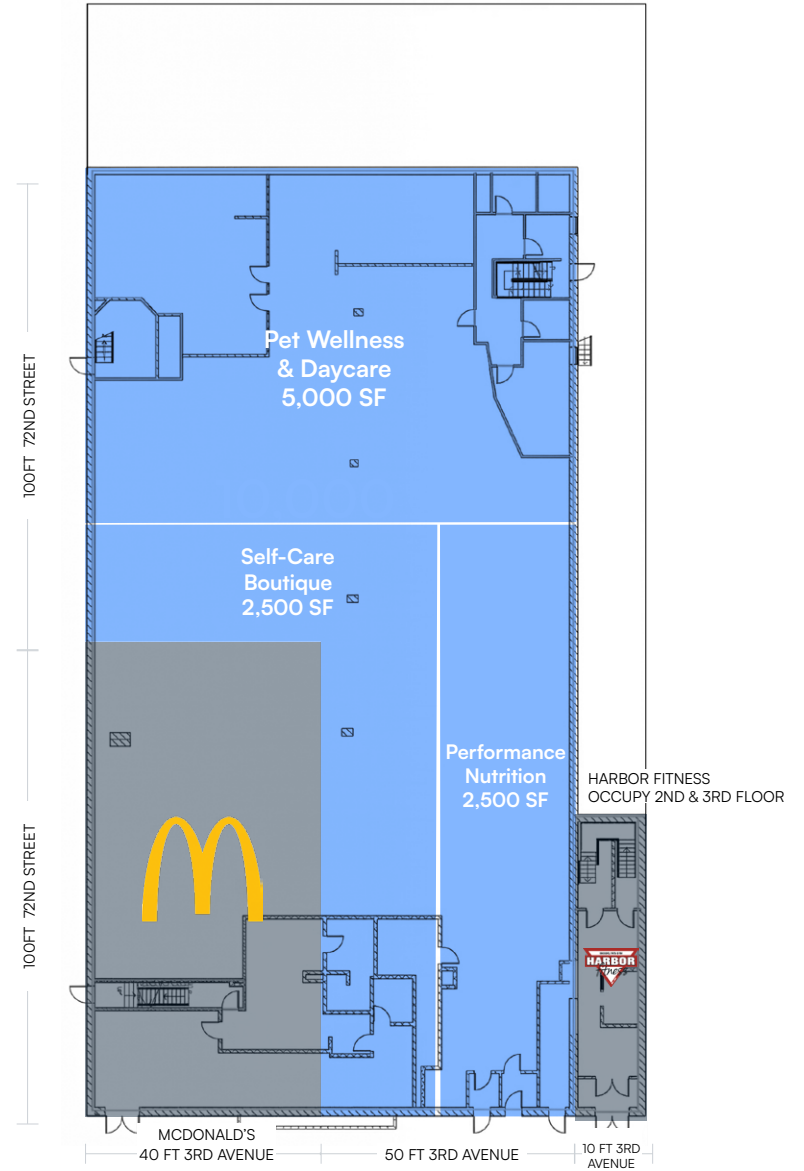 Pet Wellness
& Daycare
5,000 SF
100FT  72ND STREET
Self-Care
Boutique
2,500 SF
Performance
Nutrition
2,500 SF
HARBOR FITNESS
OCCUPY 2ND & 3RD FLOOR
100FT  72ND STREET
HARBOR
fitness
MCDONALD'S
40 FT 3RD AVENUE
50 FT 3RD AVENUE
10 FT 3RD
AVENUE